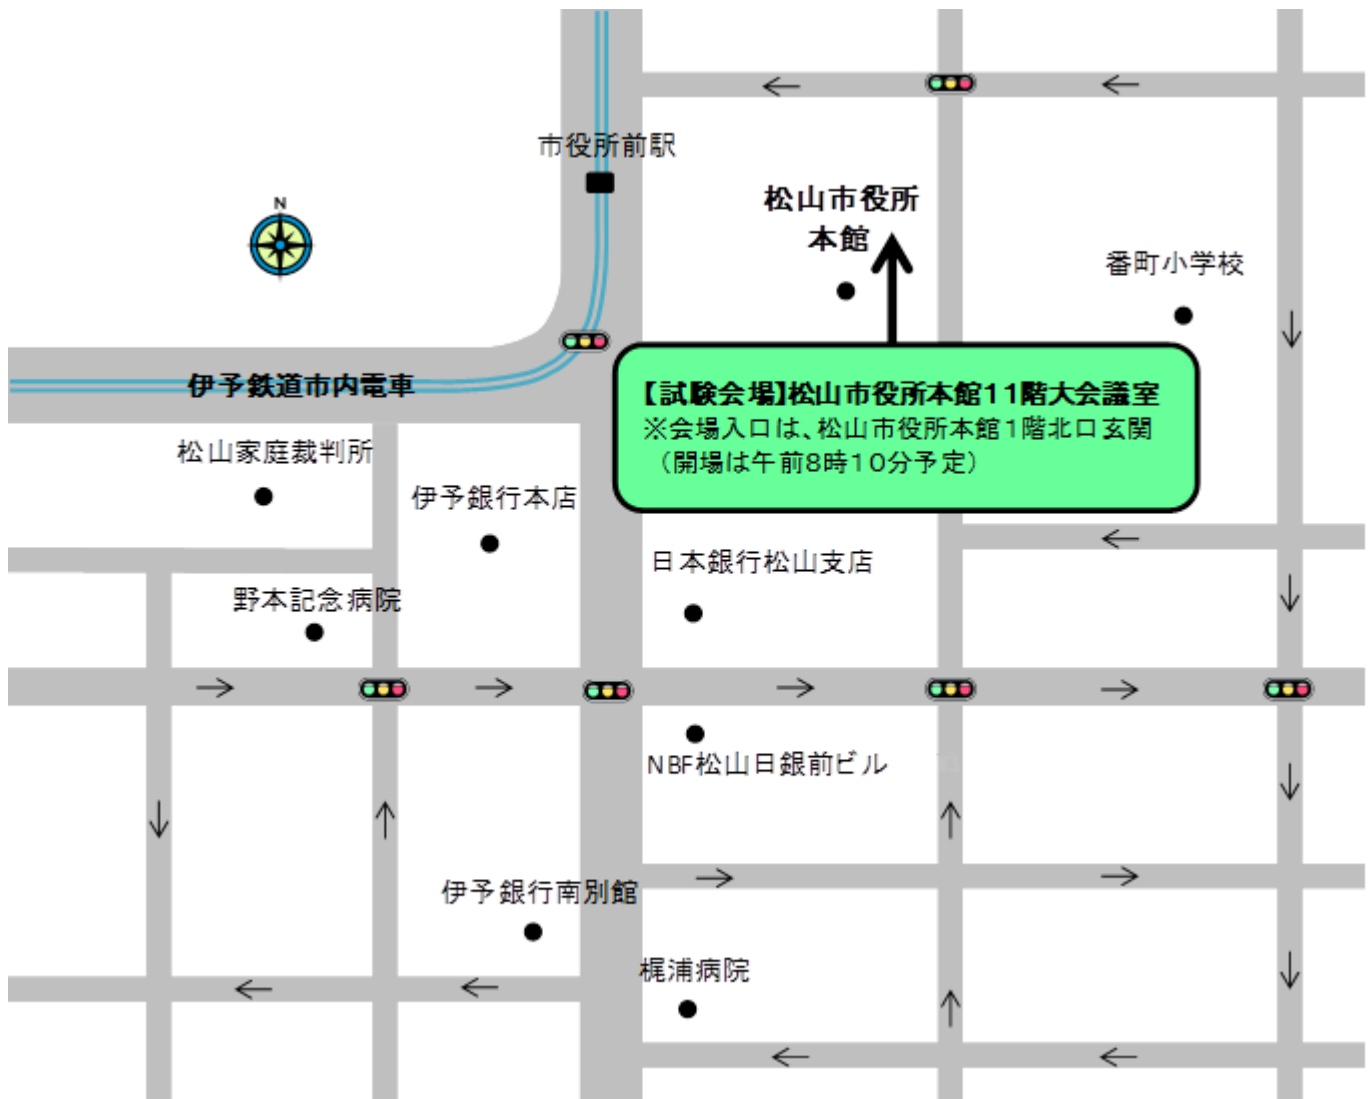 市役所前駅
N
松山市役所
本館
番町小学校
伊予鉄道市内電車
【試験会場】松山市役所本館11階大会議室
※会場入口は、松山市役所本館1階北口玄関
（開場は午前8時10分予定）
松山家庭裁判所
伊予銀行本店
日本銀行松山支店
野本記念病院
NBF松山日銀前ビル
伊予銀行南別館
梶浦病院